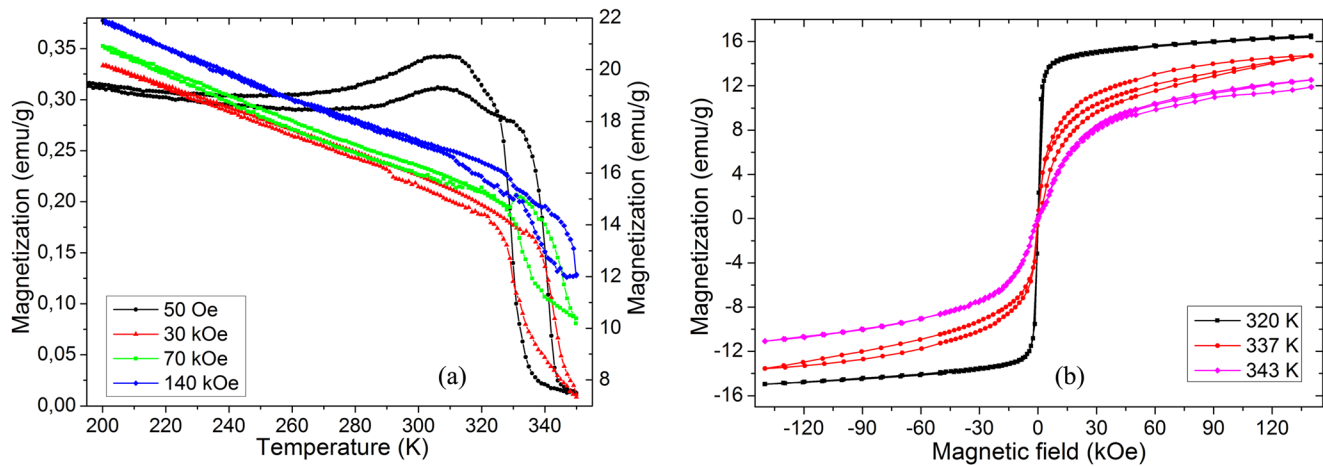 0,35
0,30
0,25
0,20
0,15
0,10
0,05
0,00
Magnetization (emu/g)
22
20
18
16
14
12
10
8
Magnetization (emu/g)
50 Oe
30 kOe
70 kOe
140 kOe
(a)
200 220 240 260 280 300 320 340
Temperature (K)
16
12
8
4
0
-4
-8
-12
-16
Magnetization (emu/g)
320 K
337 K
343 K
(b)
-120 -90 -60 -30 0 30 60 90 120
Magnetic field (kOe)